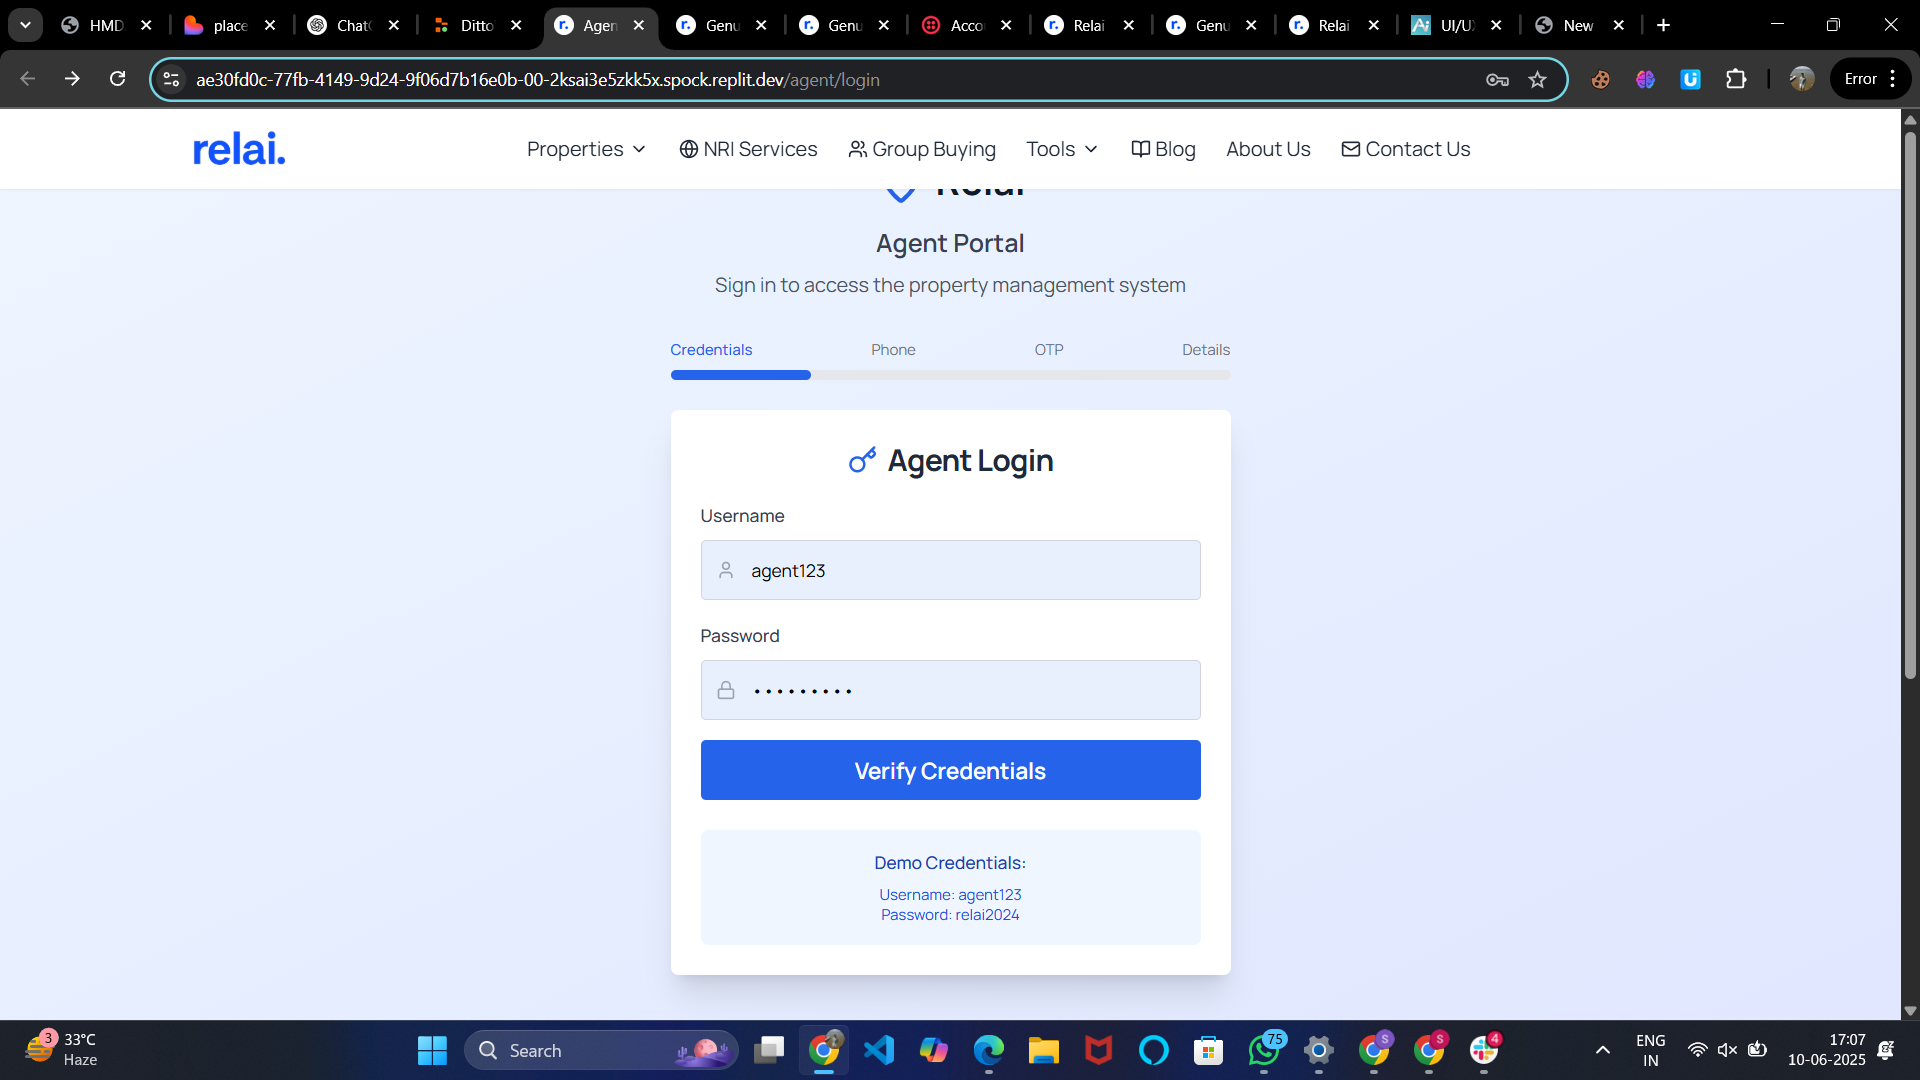 HMD
place
Chat
Ditto
Agen
Genu
Genu
Acco
Relai
Genu
Relai
UI/U
New
ae30fd0c-77fb-4149-9d24-9f06d7b16e0b-00-2ksai3e5zkk5x.spock.replit.dev/agent/login
Error
relai.
Properties
NRI Services
Group Buying
Tools
Blog
About Us
Contact Us
Relai
Agent Portal
Sign in to access the property management system
Credentials
Phone
OTP
Details
Agent Login
Username
agent123
Password
•••••••••
Verify Credentials
Demo Credentials:
Username: agent123
Password: relai2024
3
33°C
Haze
Search
75
S
S
4
ENG
IN
17:07
10-06-2025